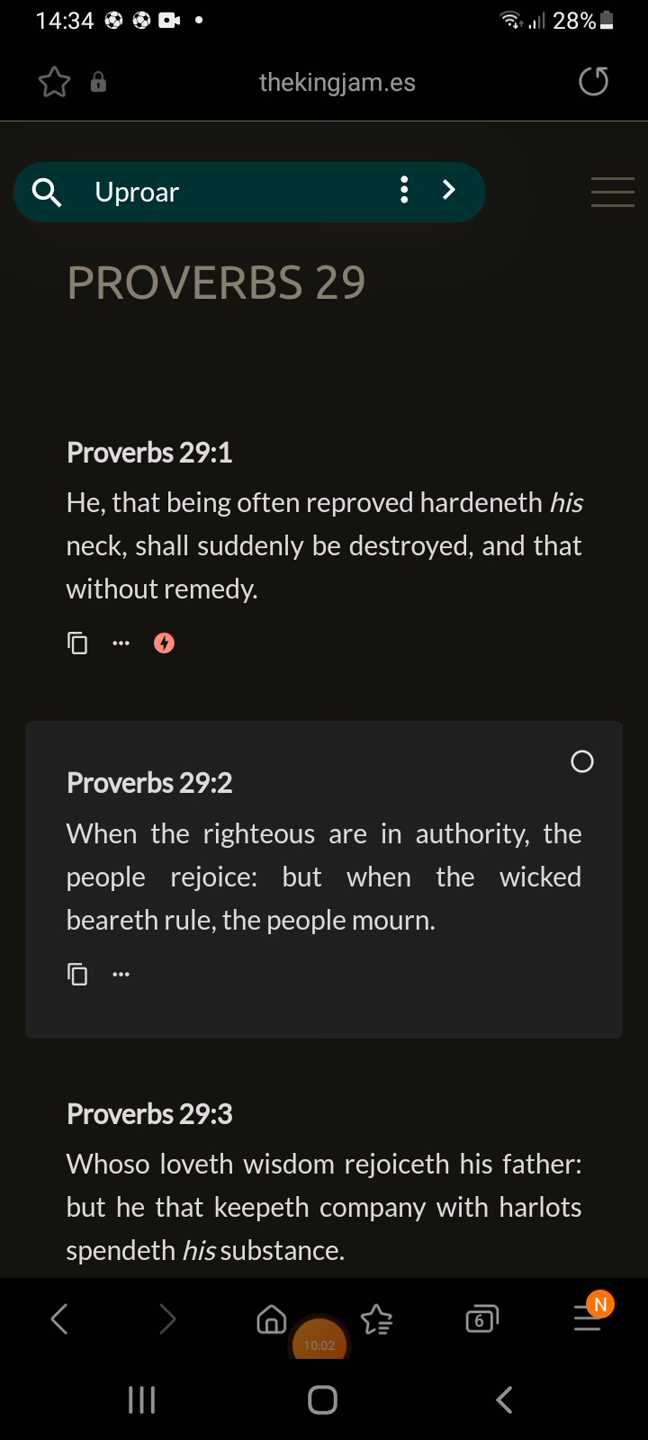 14:34 28%
thekingjam.es
Uproar
PROVERBS 29
Proverbs 29:1
He, that being often reproved hardeneth his
neck, shall suddenly be destroyed, and that
without remedy.
Proverbs 29:2
When the righteous are in authority, the
people rejoice: but when the wicked
beareth rule, the people mourn.
Proverbs 29:3
Whoso loveth wisdom rejoiceth his father:
but he that keepeth company with harlots
spendeth his substance.
6 N
10:02